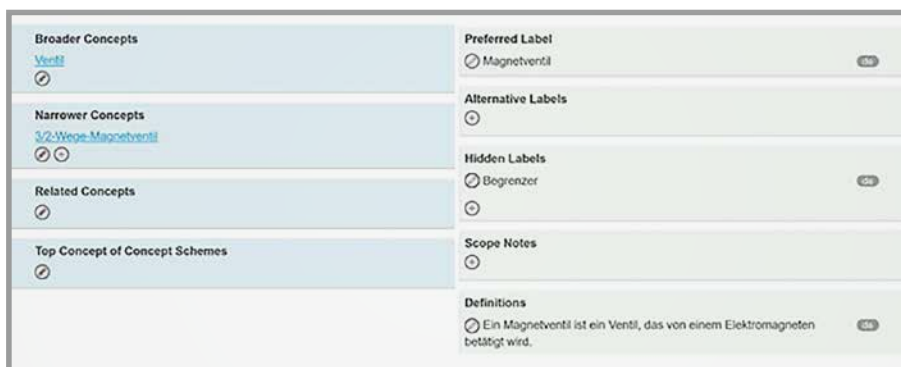 Broader Concepts
Ventil
Narrower Concepts
3/2-Wege-Magnetventil
Related Concepts
Top Concept of Concept Schemes
Preferred Label
Magnetventil
de
Alternative Labels
Hidden Labels
Begrenzer
de
Scope Notes
Definitions
Ein Magnetventil ist ein Ventil, das von einem Elektromagneten
de
betätigt wird.